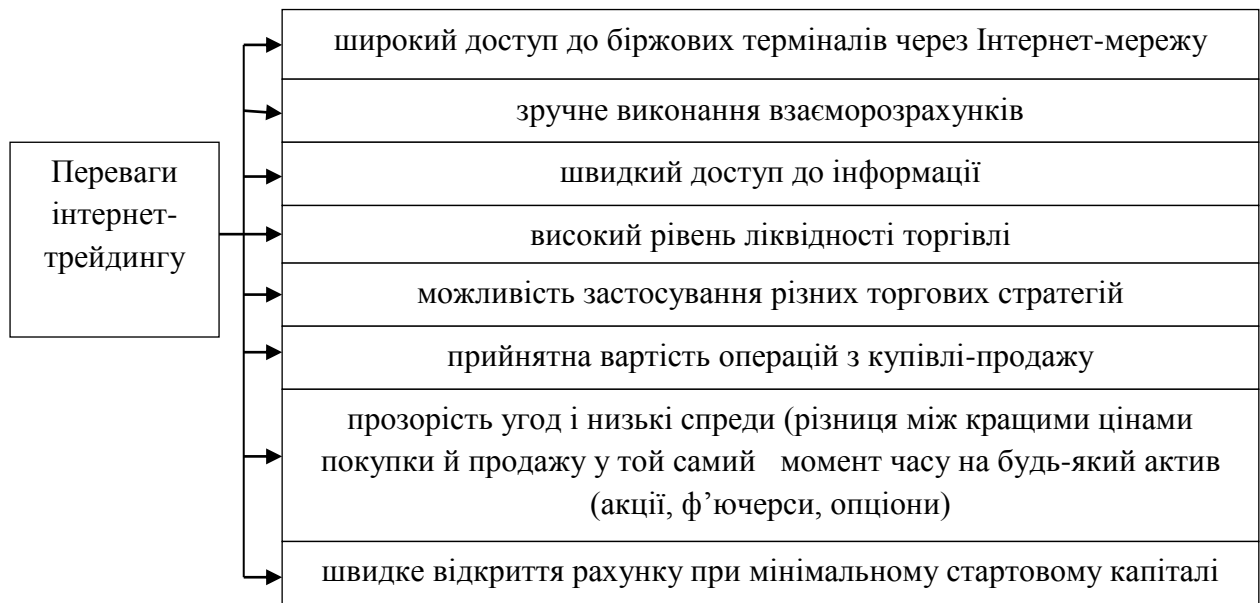 Переваги
інтернет-
трейдингу
широкий доступ до біржових терміналів через Інтернет-мережу
зручне виконання взаєморозрахунків
швидкий доступ до інформації
високий рівень ліквідності торгівлі
можливість застосування різних торгових стратегій
прийнятна вартість операцій з купівлі-продажу
прозорість угод і низькі спреди (різниця між кращими цінами
покупки й продажу у той самий момент часу на будь-який актив
(акції, ф’ючерси, опціони)
швидке відкриття рахунку при мінімальному стартовому капіталі